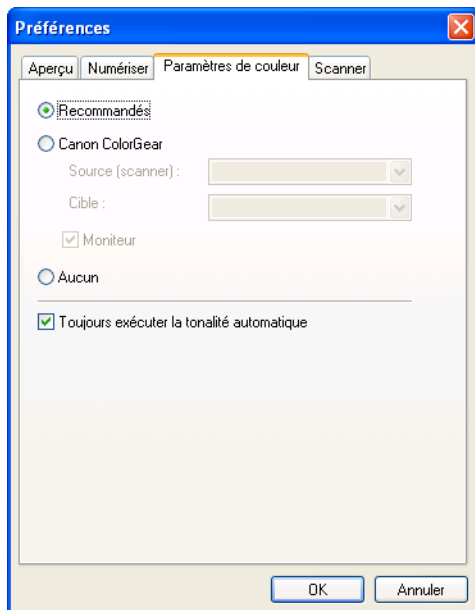 Préférences
Aperçu Numériser Paramètres de couleur Scanner
Recommandés
Canon ColorGear
Source (scanner) :
Cible :
Moniteur
Aucun
Toujours exécuter la tonalité automatique
OK Annuler